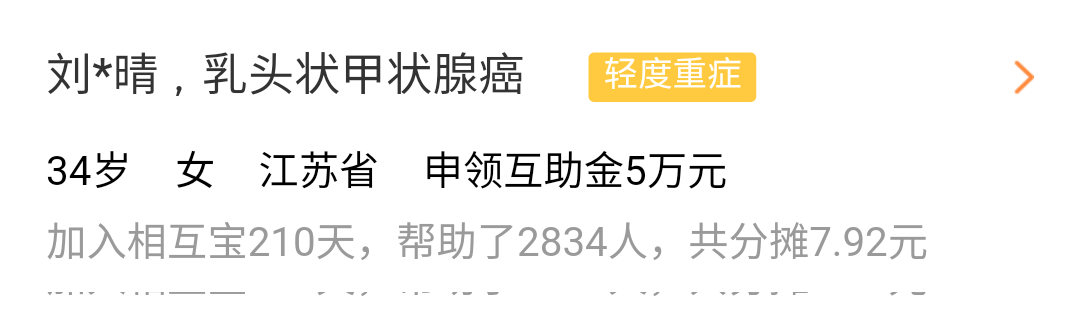 刘*晴，乳头状甲状腺癌 轻度重症
34岁 女 江苏省 申领互助金5万元
加入相互宝210天，帮助了2834人，共分摊7.92元